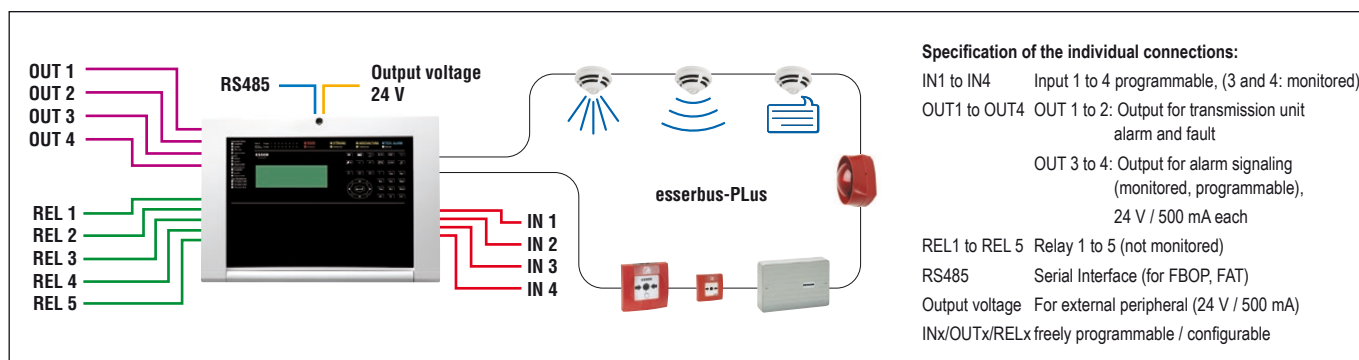 OUT 1
OUT 2
OUT 3
OUT 4
RS485
Output voltage
24 V
REL 1
REL 2
REL 3
REL 4
REL 5
IN 1
IN 2
IN 3
IN 4
esserbus-PLus
Specification of the individual connections:
IN1 to IN4 Input 1 to 4 programmable, (3 and 4: monitored)
OUT1 to OUT4 OUT 1 to 2: Output for transmission unit
alarm and fault
OUT 3 to 4: Output for alarm signaling
(monitored, programmable),
24 V / 500 mA each
REL1 to REL 5 Relay 1 to 5 (not monitored)
RS485 Serial Interface (for FBOP, FAT)
Output voltage For external peripheral (24 V / 500 mA)
INx/OUTx/RELx freely programmable / configurable